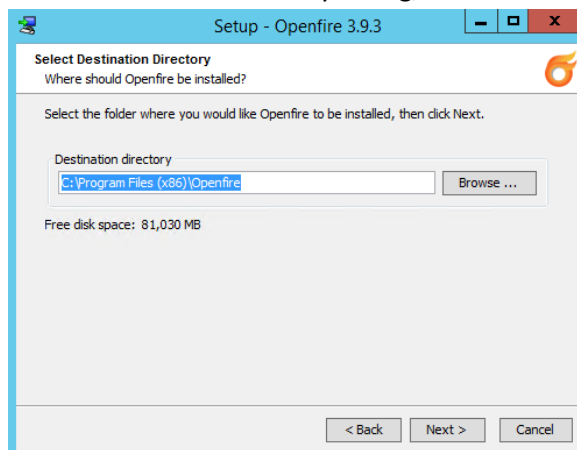 Setup - Openfire 3.9.3
Select Destination Directory
Where should Openfire be installed?
Select the folder where you would like Openfire to be installed, then click Next.
Destination directory
C:\Program Files (x86)\Openfire
Browse ...
Free disk space: 81,030 MB
< Back Next > Cancel